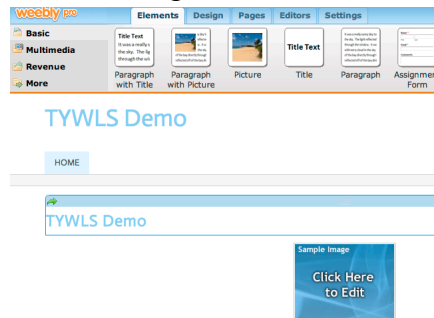 weebly pro
Elements Design Pages Editors Settings
Basic
Multimedia
Revenue
More
Title Text
Title Text
Paragraph with Title
Paragraph with Picture
Picture
Title
Paragraph
Assignmen
Form
TYWLS Demo
HOME
TYWLS Demo
Sample Image
Click Here
to Edit